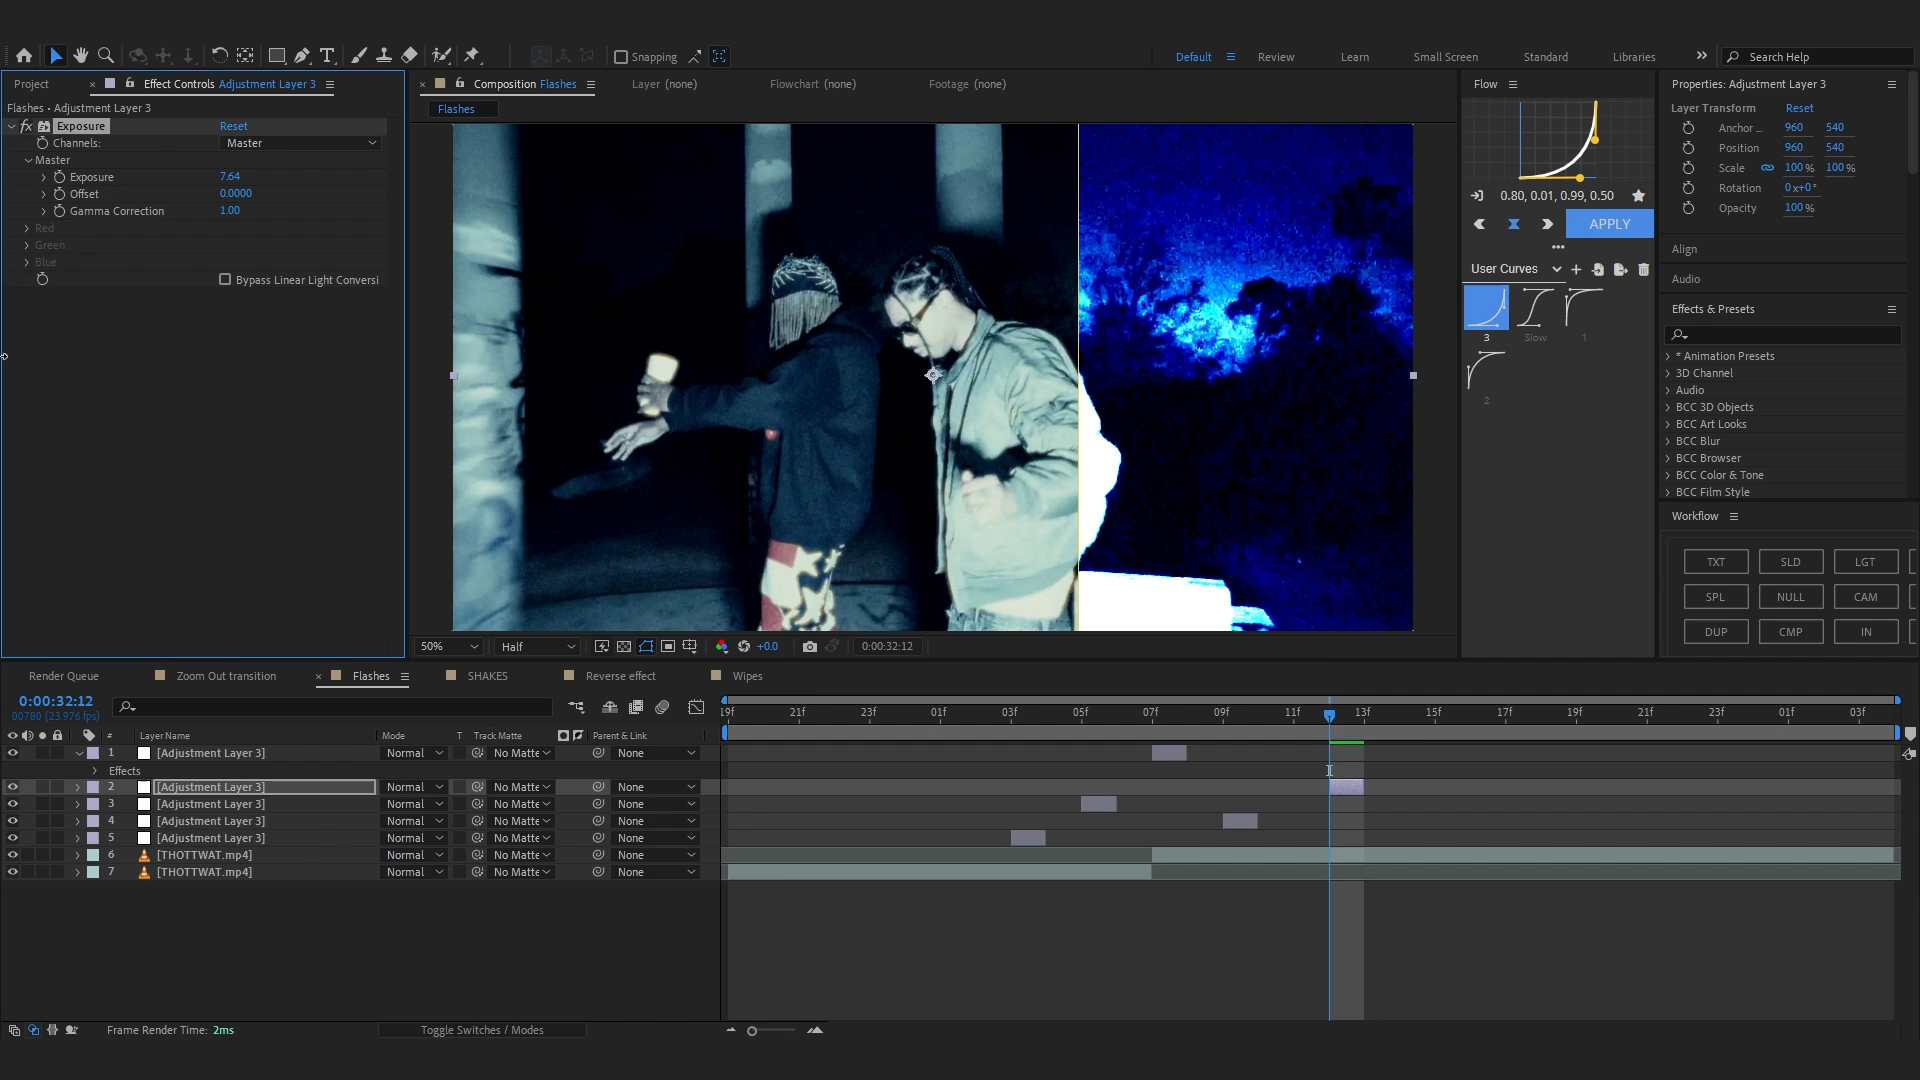 Snapping
Default
Review
Learn
Small Screen
Standard
Libraries
Search Help
Project
Effect Controls Adjustment Layer 3
Composition Flashes
Layer (none)
Flowchart (none)
Footage (none)
Flow
Properties: Adjustment Layer 3
Flashes • Adjustment Layer 3
Flashes
Layer Transform Reset
fx Exposure Reset
Channels: Master
Master
Exposure 7.64
Offset 0.0000
Gamma Correction 1.00
Red
Green
Blue
Bypass Linear Light Conversi
Anchor ... 960 540
Position 960 540
Scale 100 % 100 %
Rotation 0x+0°
Opacity 100 %
0.80, 0.01, 0.99, 0.50
APPLY
User Curves
3
Slow
1
2
Align
Audio
Effects & Presets
* Animation Presets
3D Channel
Audio
BCC 3D Objects
BCC Art Looks
BCC Blur
BCC Browser
BCC Color & Tone
BCC Film Style
Workflow
TXT SLD LGT
SPL NULL CAM
DUP CMP IN
50% Half +0.0 0:00:32:12
Render Queue
Zoom Out transition
Flashes
SHAKES
Reverse effect
Wipes
0:00:32:12
00780 (23.976 fps)
19f 21f 23f 01f 03f 05f 07f 09f 11f 13f 15f 17f 19f 21f 23f 01f 03f
# Layer Name Mode T Track Matte Parent & Link
1 [Adjustment Layer 3] Normal No Matte None
Effects
2 [Adjustment Layer 3] Normal No Matte None
3 [Adjustment Layer 3] Normal No Matte None
4 [Adjustment Layer 3] Normal No Matte None
5 [Adjustment Layer 3] Normal No Matte None
6 [THOTTWAT.mp4] Normal No Matte None
7 [THOTTWAT.mp4] Normal No Matte None
Frame Render Time: 2ms
Toggle Switches / Modes